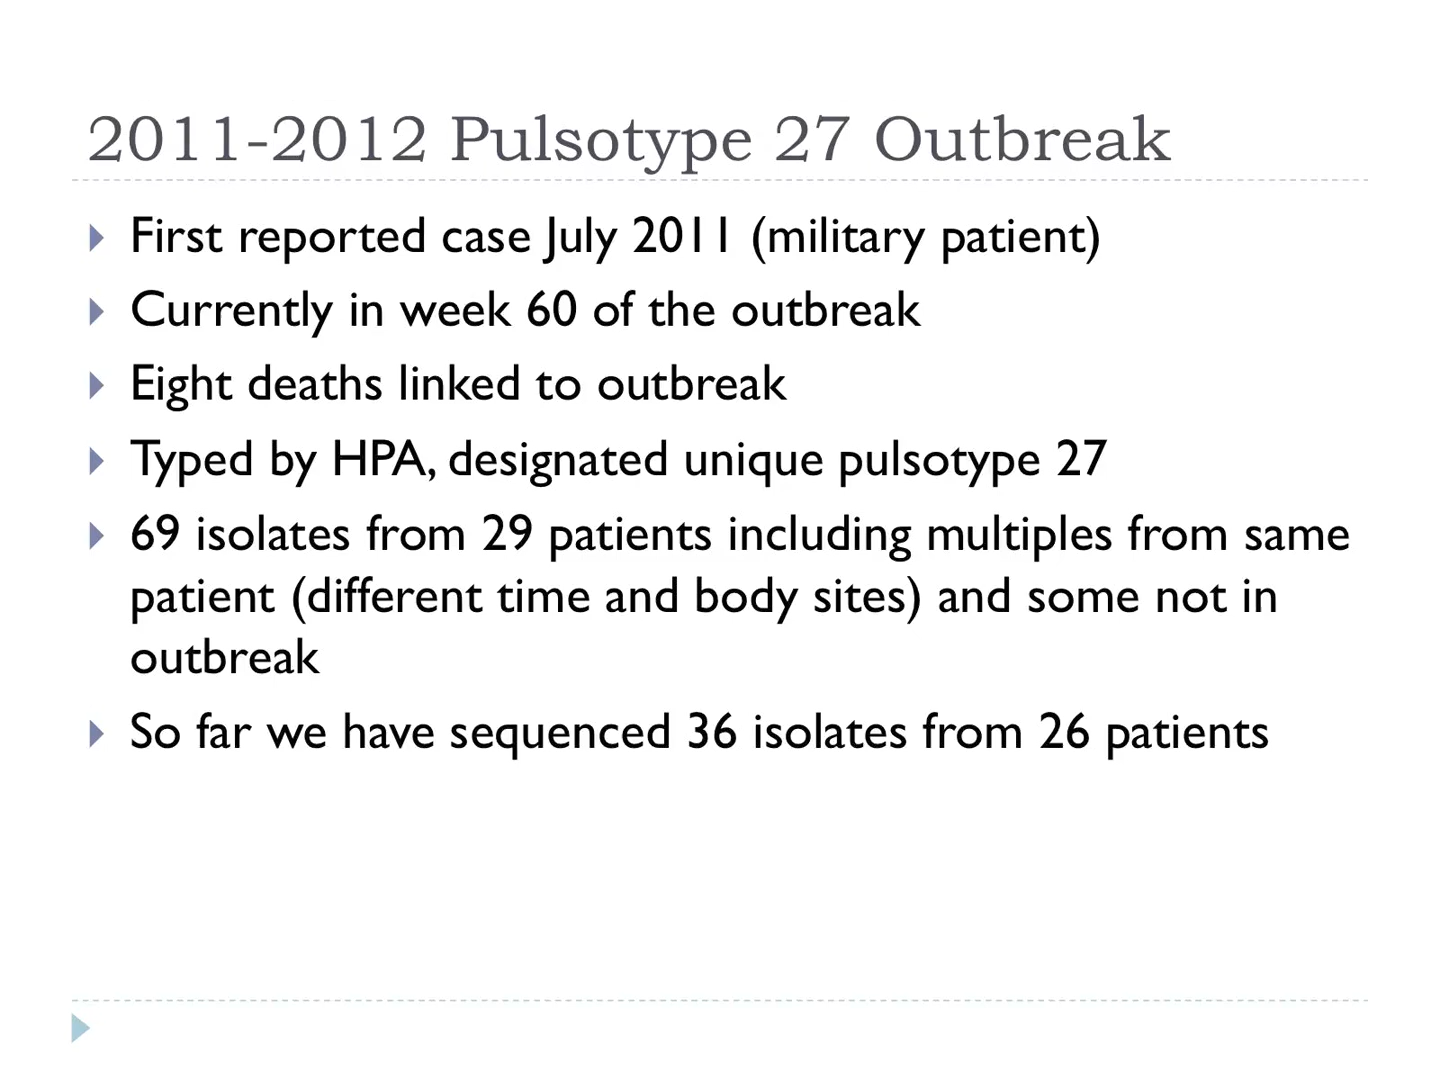 2011-2012 Pulsotype 27 Outbreak
First reported case July 2011 (military patient)
Currently in week 60 of the outbreak
Eight deaths linked to outbreak
Typed by HPA, designated unique pulsotype 27
69 isolates from 29 patients including multiples from same
patient (different time and body sites) and some not in
outbreak
So far we have sequenced 36 isolates from 26 patients